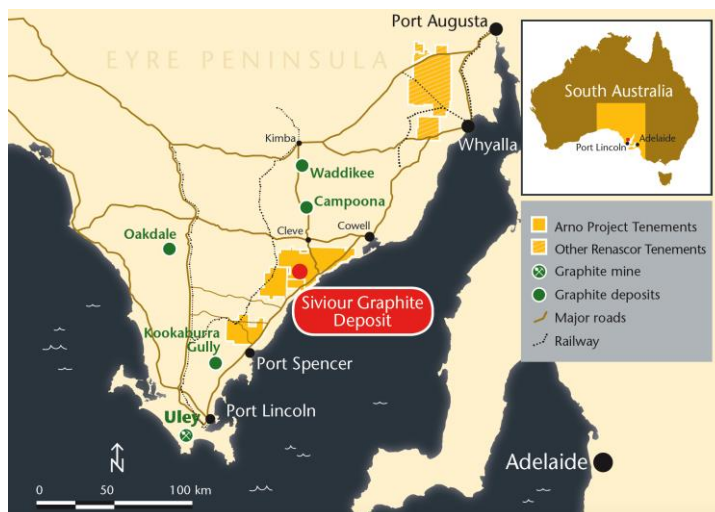 Port Augusta
EYRE PENINSULA
South Australia
Adelaide
Port Lincoln
Kimba
Whyalla
Waddikee
Campoona
Arno Project Tenements
Other Renascor Tenements
Graphite mine
Graphite deposits
Major roads
Railway
Oakdale
Cleve
Cowell
Siviour Graphite
Deposit
Kookaburra
Gully
Port Spencer
Port Lincoln
Uley
Adelaide
N
0 50 100 km